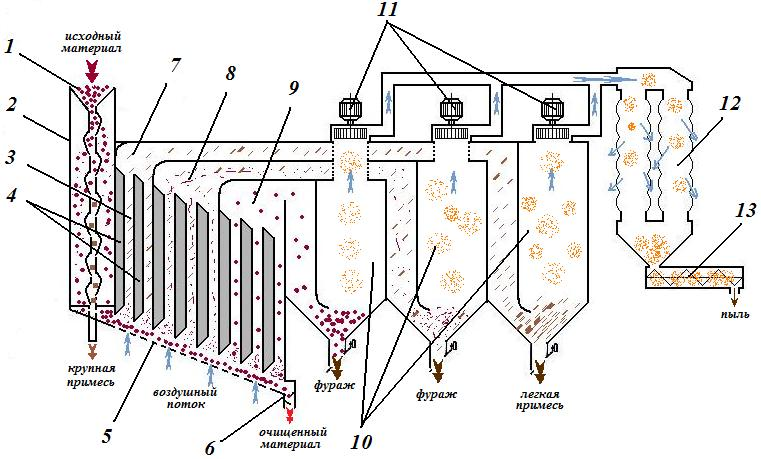 исходный
материал
1
2
3
4
5
6
7
8
9
10
11
12
13
крупная
примесь
воздушный
поток
очищенный
материал
фураж
фураж
легкая
примесь
пыль